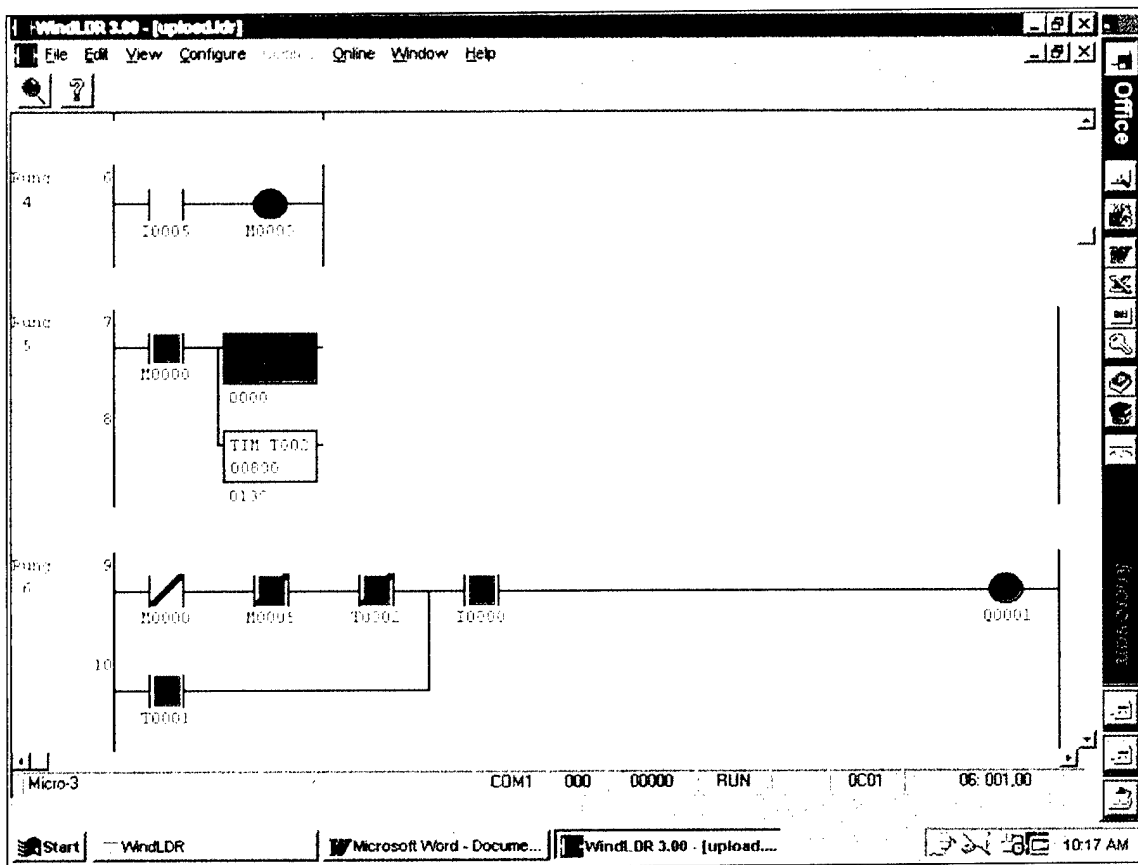 WindLDR 3.00 - [upload.ldr]
File Edit View Configure Online Window Help
Office
Rung 6
4
I0005
Rung 7
5
M0000
0000
8
TIM T002
00600
Rung 9
6
M0000 M0005 T0002 I0000 Q0001
10
T0001
Micro-3 COM1 000 00000 RUN 0C01 06: 001,00
Start WindLDR Microsoft Word - Docume... WindLDR 3.00 - [upload.... 10:17 AM